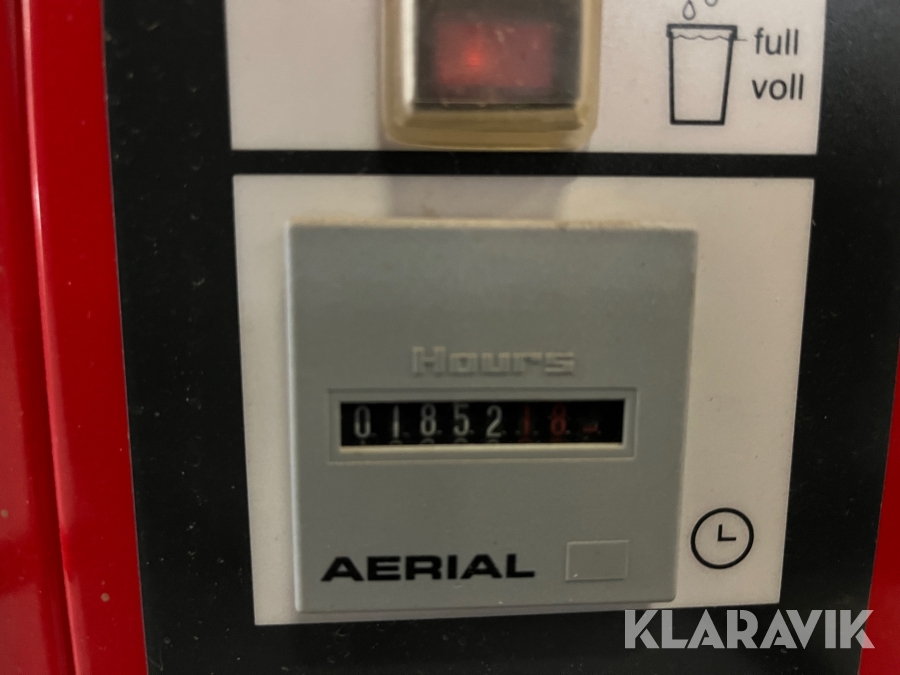 full
voll
Hours
0185218
AERIAL
KLARAVIK